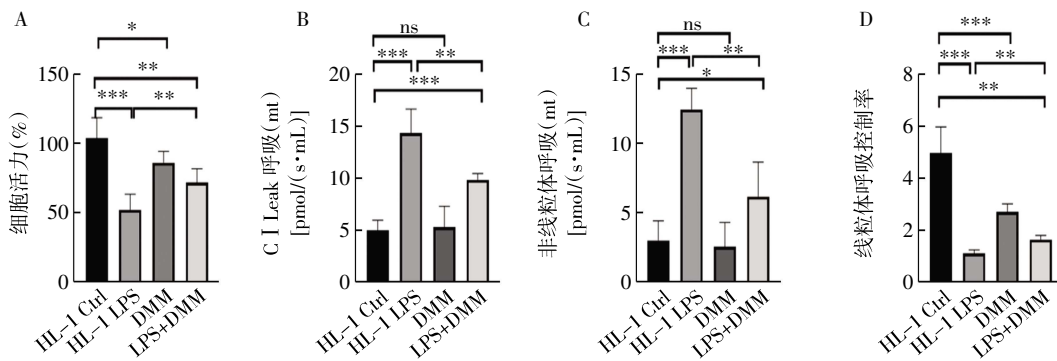 A
*
**
***
**
150
100
50
0
细胞活力(%)
HL-1 Ctrl
HL-1 LPS
DMM
LPS+DMM
B
ns
***
**
***
20
15
10
5
0
CⅠLeak 呼吸(mt)
[pmol/(s·mL)]
HL-1 Ctrl
HL-1 LPS
DMM
LPS+DMM
C
ns
***
**
*
15
10
5
0
非线粒体呼吸(mt)
[pmol/(s·mL)]
HL-1 Ctrl
HL-1 LPS
DMM
LPS+DMM
D
***
***
**
**
8
6
4
2
0
线粒体呼吸控制率
HL-1 Ctrl
HL-1 LPS
DMM
LPS+DMM